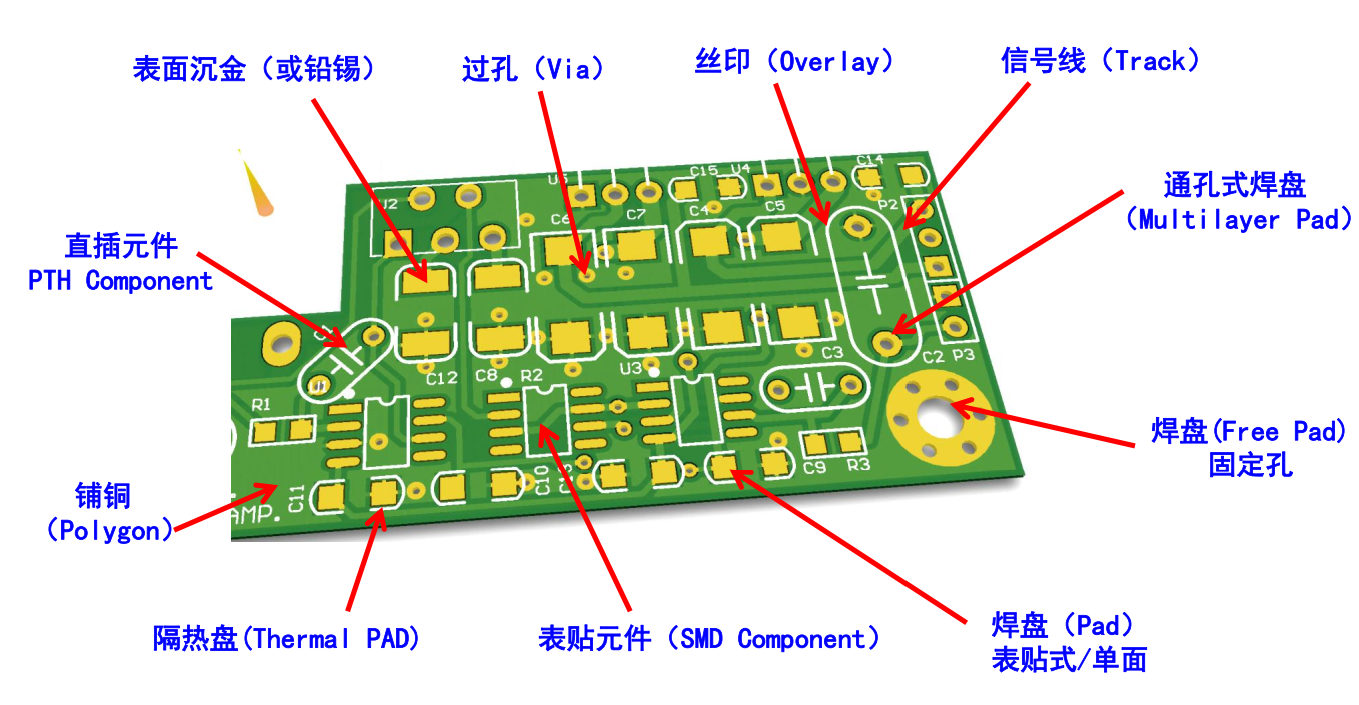 表面沉金（或铅锡）
过孔（Via）
丝印（Overlay）
信号线（Track）
通孔式焊盘
（Multilayer Pad）
直插元件
PTH Component
焊盘(Free Pad)
固定孔
铺铜
（Polygon）
隔热盘(Thermal PAD)
表贴元件（SMD Component）
焊盘（Pad）
表贴式/单面
U2
C6
C7
C15
U4
C4
C5
C14
P2
U1
C12
C8
R2
U3
C3
C2
P3
R1
C11
C10
C9
R3
AMP.